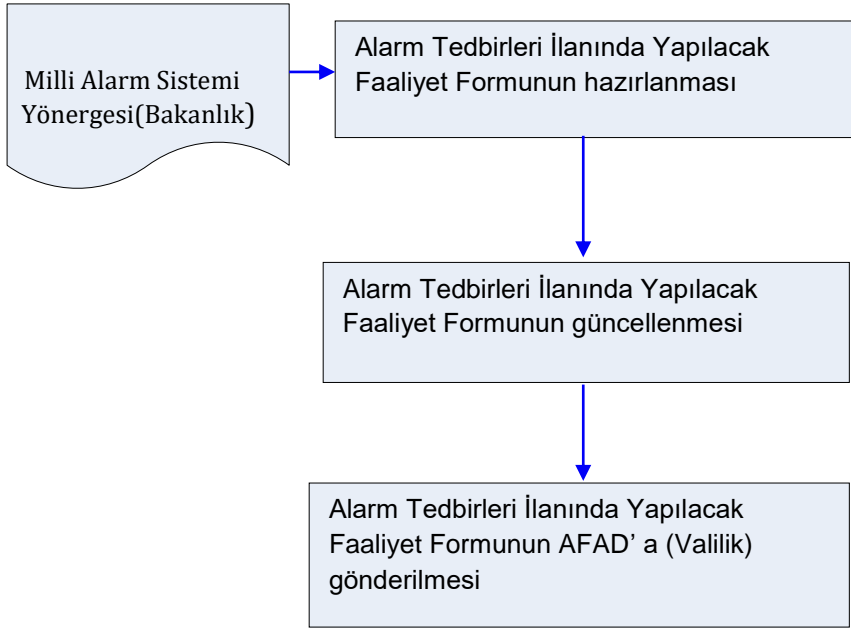 Milli Alarm Sistemi
Yönergesi(Bakanlık)
Alarm Tedbirleri İlanında Yapılacak
Faaliyet Formunun hazırlanması
Alarm Tedbirleri İlanında Yapılacak
Faaliyet Formunun güncellenmesi
Alarm Tedbirleri İlanında Yapılacak
Faaliyet Formunun AFAD’ a (Valilik)
gönderilmesi